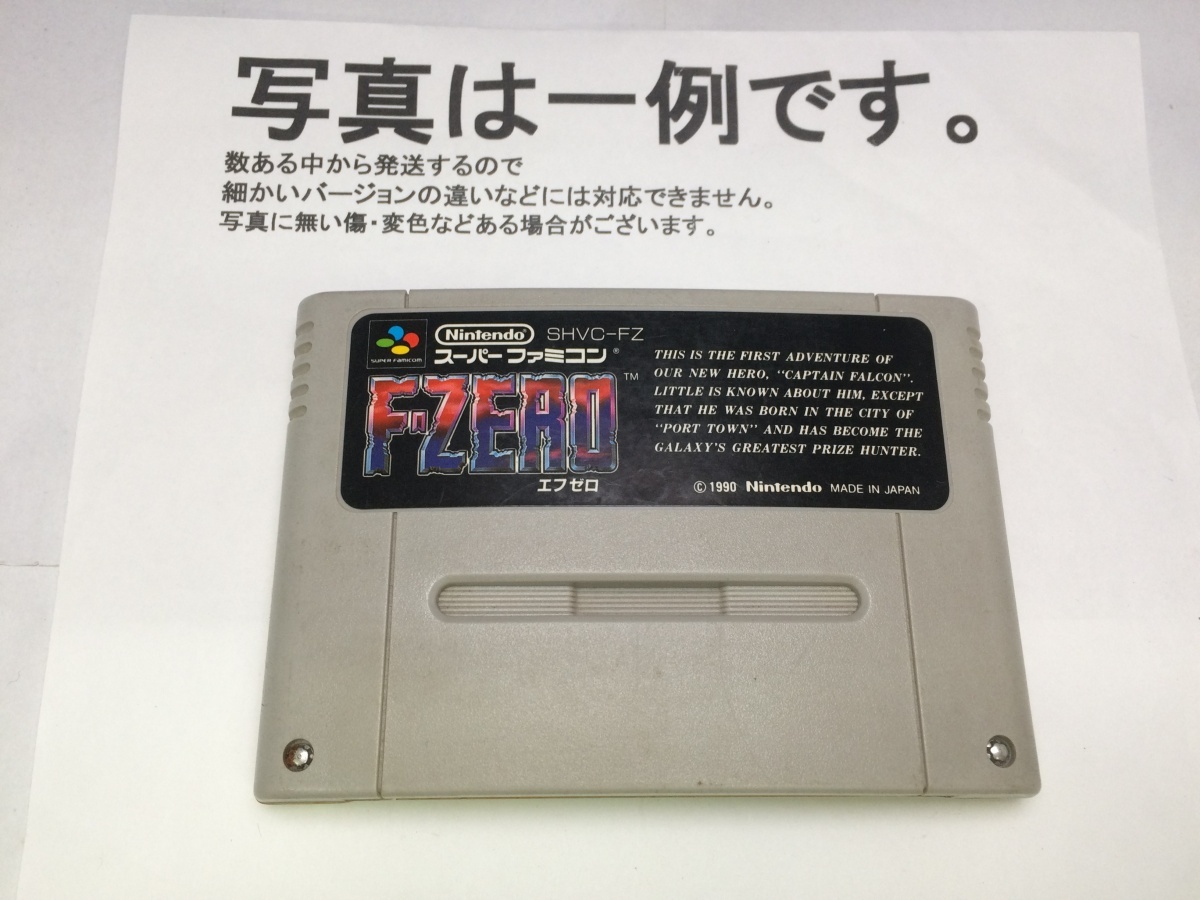 写真は一例です。
数ある中から発送するので
細かいバージョンの違いなどには対応できません。
写真に無い傷・変色などある場合がございます。
SUPER FAMICOM
Nintendo® SHVC-FZ
スーパーファミコン®
F-ZERO™
エフゼロ
THIS IS THE FIRST ADVENTURE OF
OUR NEW HERO, "CAPTAIN FALCON".
LITTLE IS KNOWN ABOUT HIM, EXCEPT
THAT HE WAS BORN IN THE CITY OF
"PORT TOWN" AND HAS BECOME THE
GALAXY'S GREATEST PRIZE HUNTER.
© 1990 Nintendo MADE IN JAPAN